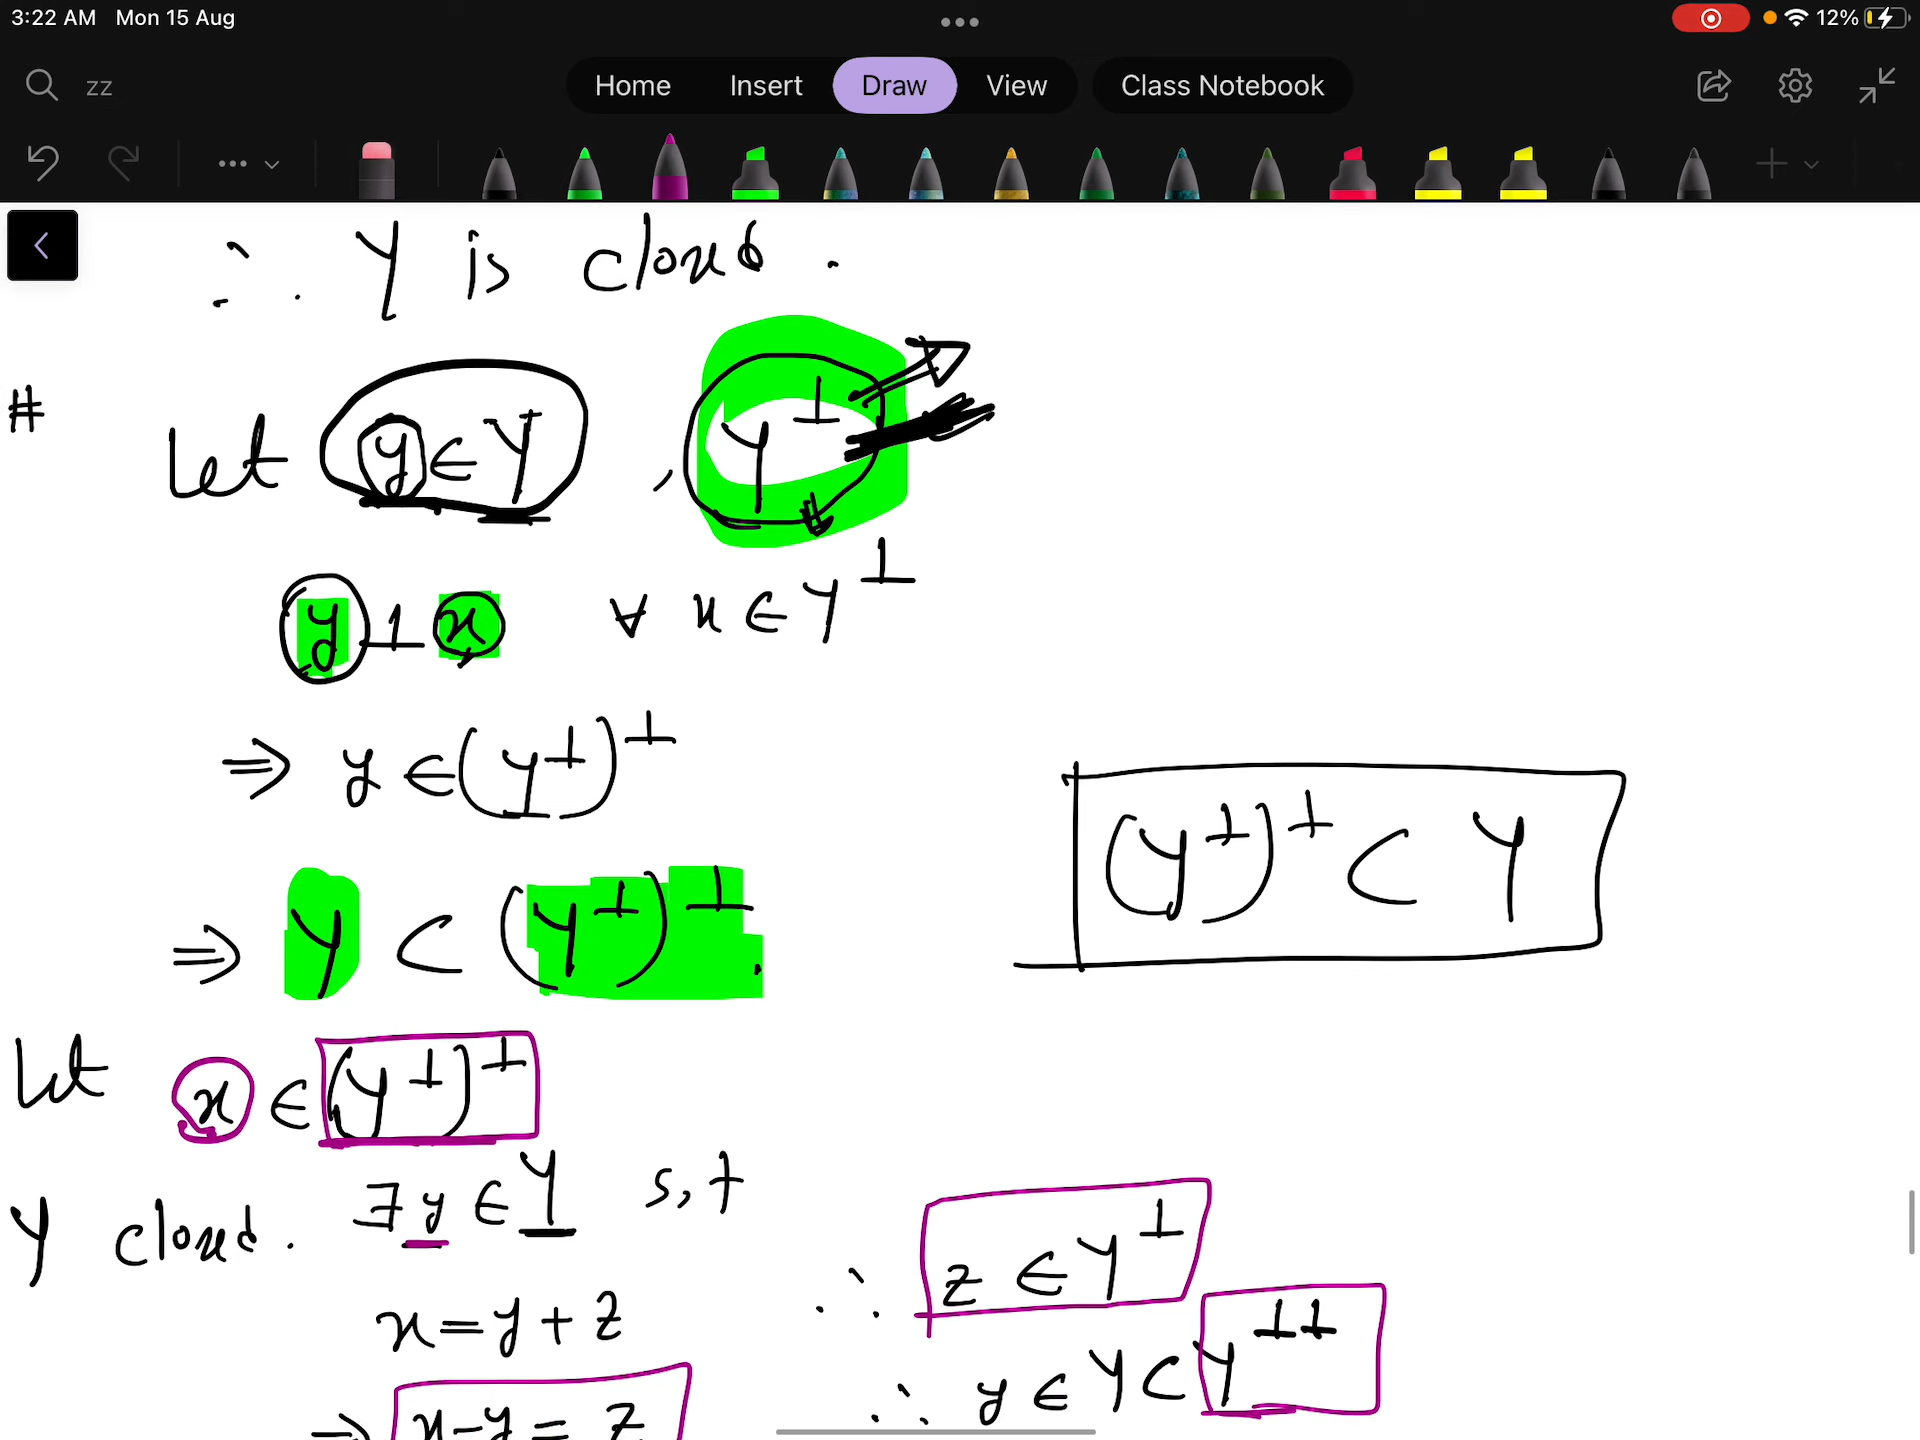 3:22 AM Mon 15 Aug
12%
zz
Home Insert Draw View Class Notebook
∴ Y is closed.
# Let y ∈ Y , Y^⊥
y ⊥ x ∀ x ∈ Y^⊥
⇒ y ∈ (Y^⊥)^⊥
(Y^⊥)^⊥ ⊂ Y
⇒ Y ⊂ (Y^⊥)^⊥.
Let x ∈ (Y^⊥)^⊥
Y closed. ∃ y ∈ Y s,t
x = y + z
⇒ x - y = z
∴ z ∈ Y^⊥
∴ y ∈ Y ⊂ Y^⊥⊥